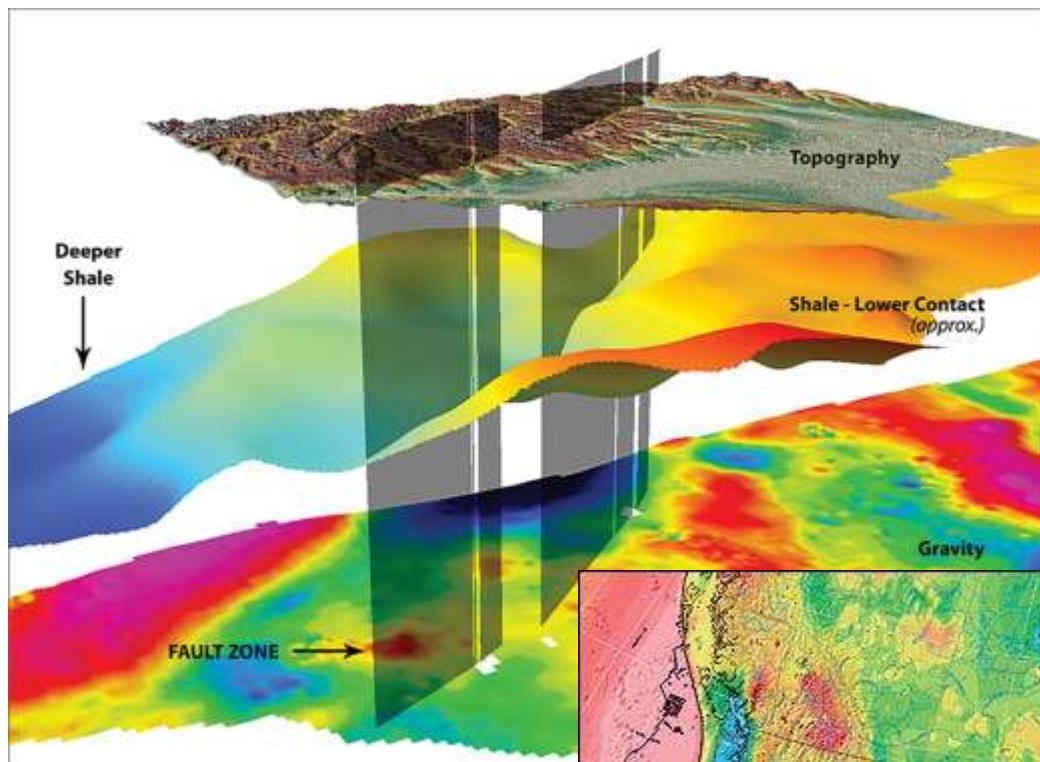 Topography
Deeper
Shale
Shale - Lower Contact
(approx.)
Gravity
FAULT ZONE